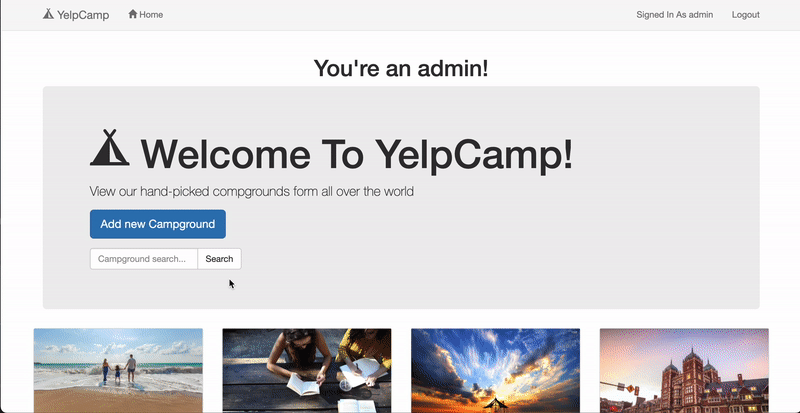 YelpCamp Home Signed In As admin Logout
You're an admin!
Welcome To YelpCamp!
View our hand-picked compgrounds form all over the world
Add new Campground
Campground search... Search